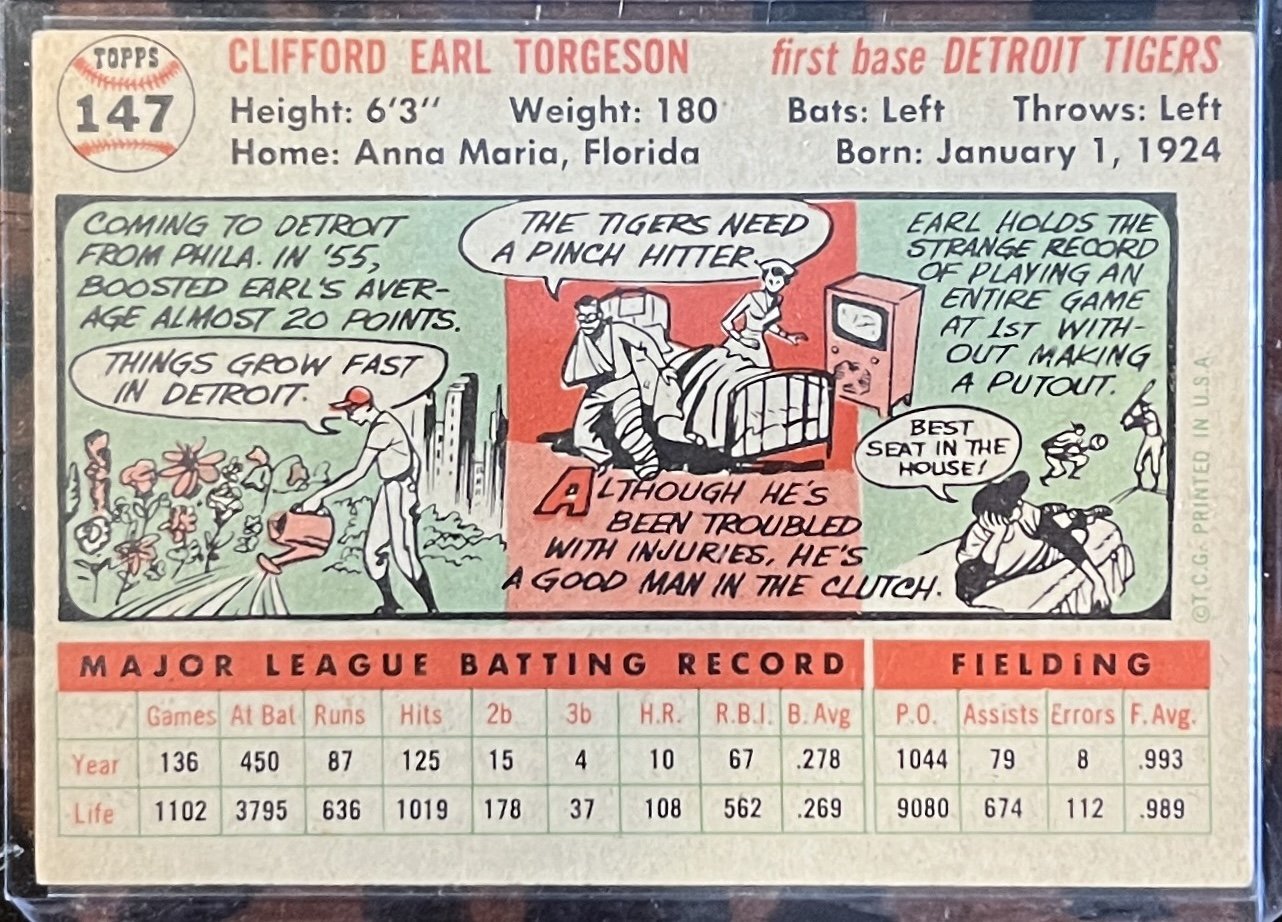 TOPPS
147
CLIFFORD EARL TORGESON first base DETROIT TIGERS
Height: 6'3" Weight: 180 Bats: Left Throws: Left
Home: Anna Maria, Florida Born: January 1, 1924
COMING TO DETROIT
FROM PHILA. IN '55,
BOOSTED EARL'S AVER-
AGE ALMOST 20 POINTS.
THINGS GROW FAST
IN DETROIT.
THE TIGERS NEED
A PINCH HITTER.
ALTHOUGH HE'S
BEEN TROUBLED
WITH INJURIES, HE'S
A GOOD MAN IN THE CLUTCH.
EARL HOLDS THE
STRANGE RECORD
OF PLAYING AN
ENTIRE GAME
AT 1ST WITH-
OUT MAKING
A PUTOUT.
BEST
SEAT IN THE
HOUSE!
©T.C.G. PRINTED IN U.S.A.
MAJOR LEAGUE BATTING RECORD FIELDING
Games At Bat Runs Hits 2b 3b H.R. R.B.I. B. Avg P.O. Assists Errors F. Avg.
Year 136 450 87 125 15 4 10 67 .278 1044 79 8 .993
Life 1102 3795 636 1019 178 37 108 562 .269 9080 674 112 .989